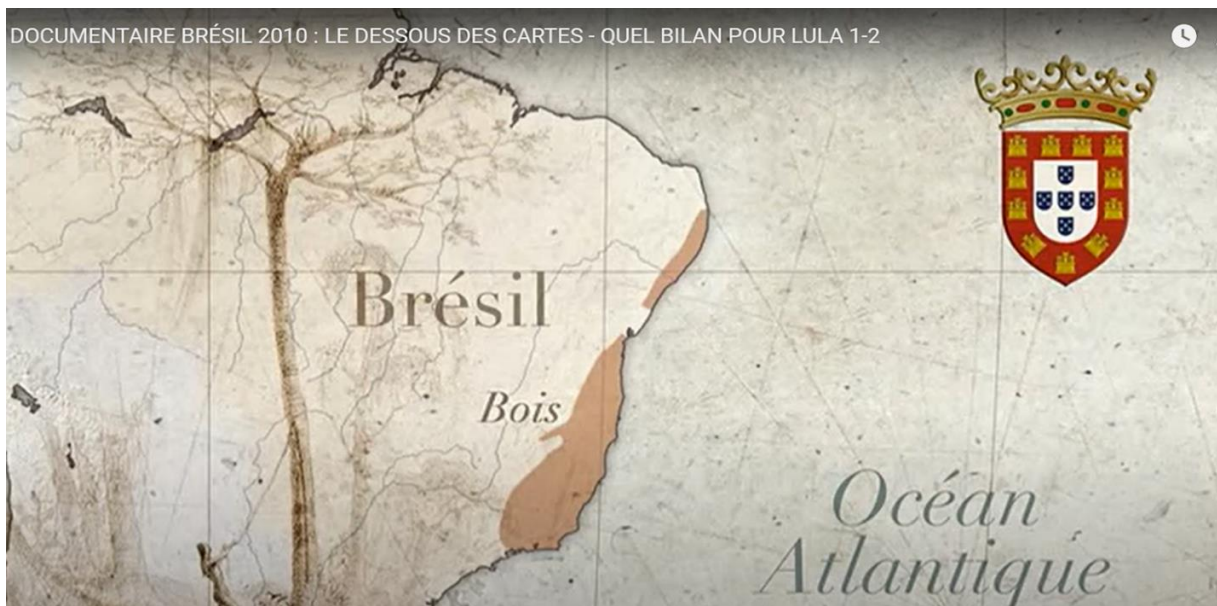 DOCUMENTAIRE BRÉSIL 2010 : LE DESSOUS DES CARTES - QUEL BILAN POUR LULA 1-2
Brésil
Bois
Océan
Atlantique